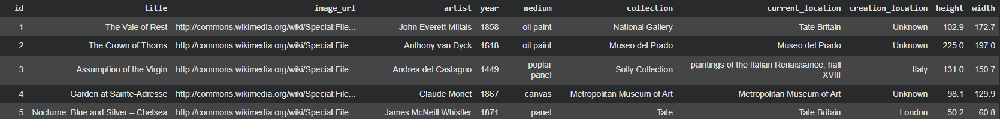 id title image_url artist year medium collection current_location creation_location height width
1 The Vale of Rest http://commons.wikimedia.org/wiki/Special:File... John Everett Millais 1858 oil paint National Gallery Tate Britain Unknown 102.9 172.7
2 The Crown of Thorns http://commons.wikimedia.org/wiki/Special:File... Anthony van Dyck 1618 oil paint Museo del Prado Museo del Prado Unknown 225.0 197.0
3 Assumption of the Virgin http://commons.wikimedia.org/wiki/Special:File... Andrea del Castagno 1449 poplar panel Solly Collection paintings of the Italian Renaissance, hall XVIII Italy 131.0 150.7
4 Garden at Sainte-Adresse http://commons.wikimedia.org/wiki/Special:File... Claude Monet 1867 canvas Metropolitan Museum of Art Metropolitan Museum of Art Unknown 98.1 129.9
5 Nocturne: Blue and Silver – Chelsea http://commons.wikimedia.org/wiki/Special:File... James McNeill Whistler 1871 panel Tate Tate Britain London 50.2 60.8